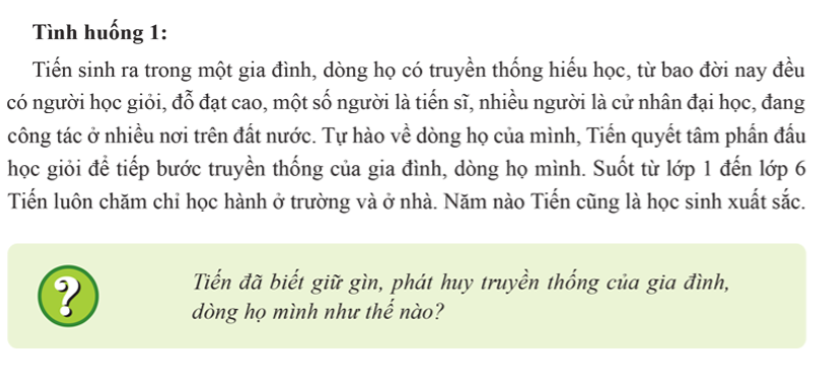 Tình huống 1:
Tiến sinh ra trong một gia đình, dòng họ có truyền thống hiếu học, từ bao đời nay đều
có người học giỏi, đỗ đạt cao, một số người là tiến sĩ, nhiều người là cử nhân đại học, đang
công tác ở nhiều nơi trên đất nước. Tự hào về dòng họ của mình, Tiến quyết tâm phấn đấu
học giỏi để tiếp bước truyền thống của gia đình, dòng họ mình. Suốt từ lớp 1 đến lớp 6
Tiến luôn chăm chỉ học hành ở trường và ở nhà. Năm nào Tiến cũng là học sinh xuất sắc.
?
Tiến đã biết giữ gìn, phát huy truyền thống của gia đình,
dòng họ mình như thế nào?